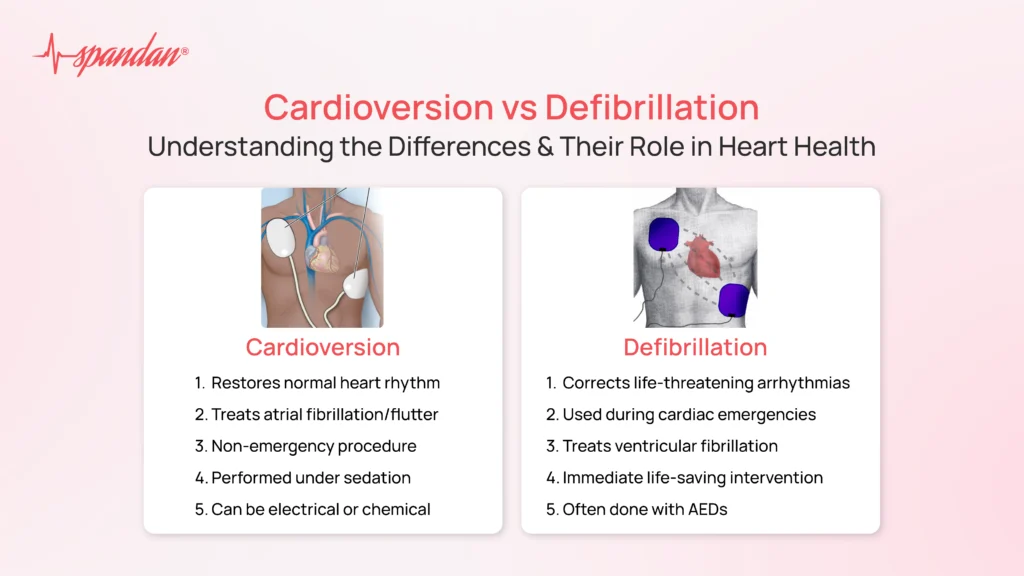 spandan®
Cardioversion vs Defibrillation
Understanding the Differences & Their Role in Heart Health
Cardioversion
1. Restores normal heart rhythm
2. Treats atrial fibrillation/flutter
3. Non-emergency procedure
4. Performed under sedation
5. Can be electrical or chemical
Defibrillation
1. Corrects life-threatening arrhythmias
2. Used during cardiac emergencies
3. Treats ventricular fibrillation
4. Immediate life-saving intervention
5. Often done with AEDs